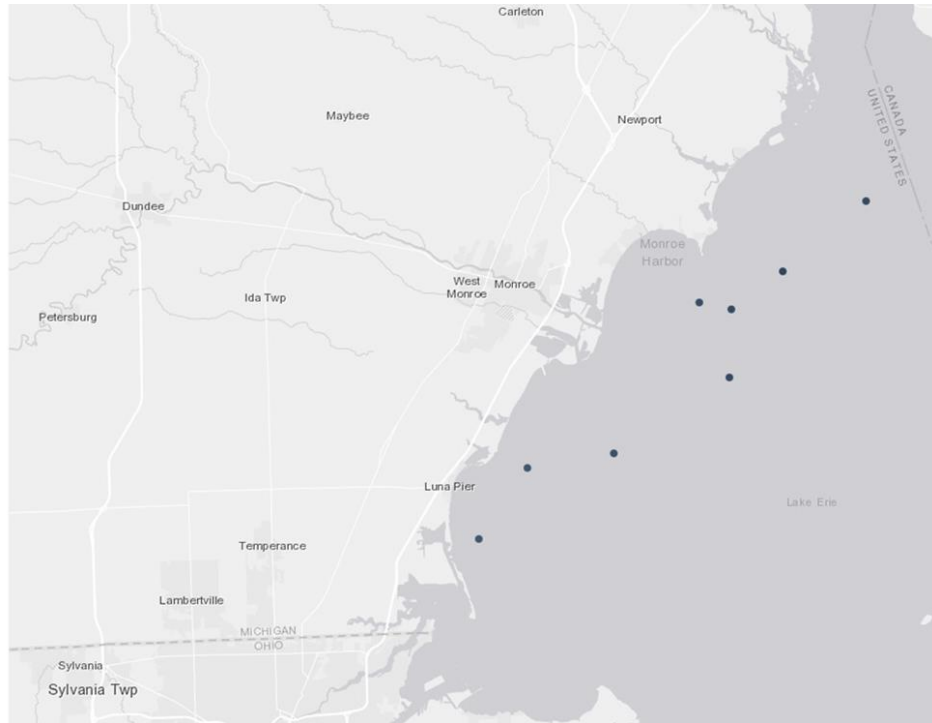 Carleton
Maybee
Newport
CANADA
UNITED STATES
Dundee
Monroe
Harbor
West
Monroe
Monroe
Ida Twp
Petersburg
Luna Pier
Lake Erie
Temperance
Lambertville
MICHIGAN
OHIO
Sylvania
Sylvania Twp